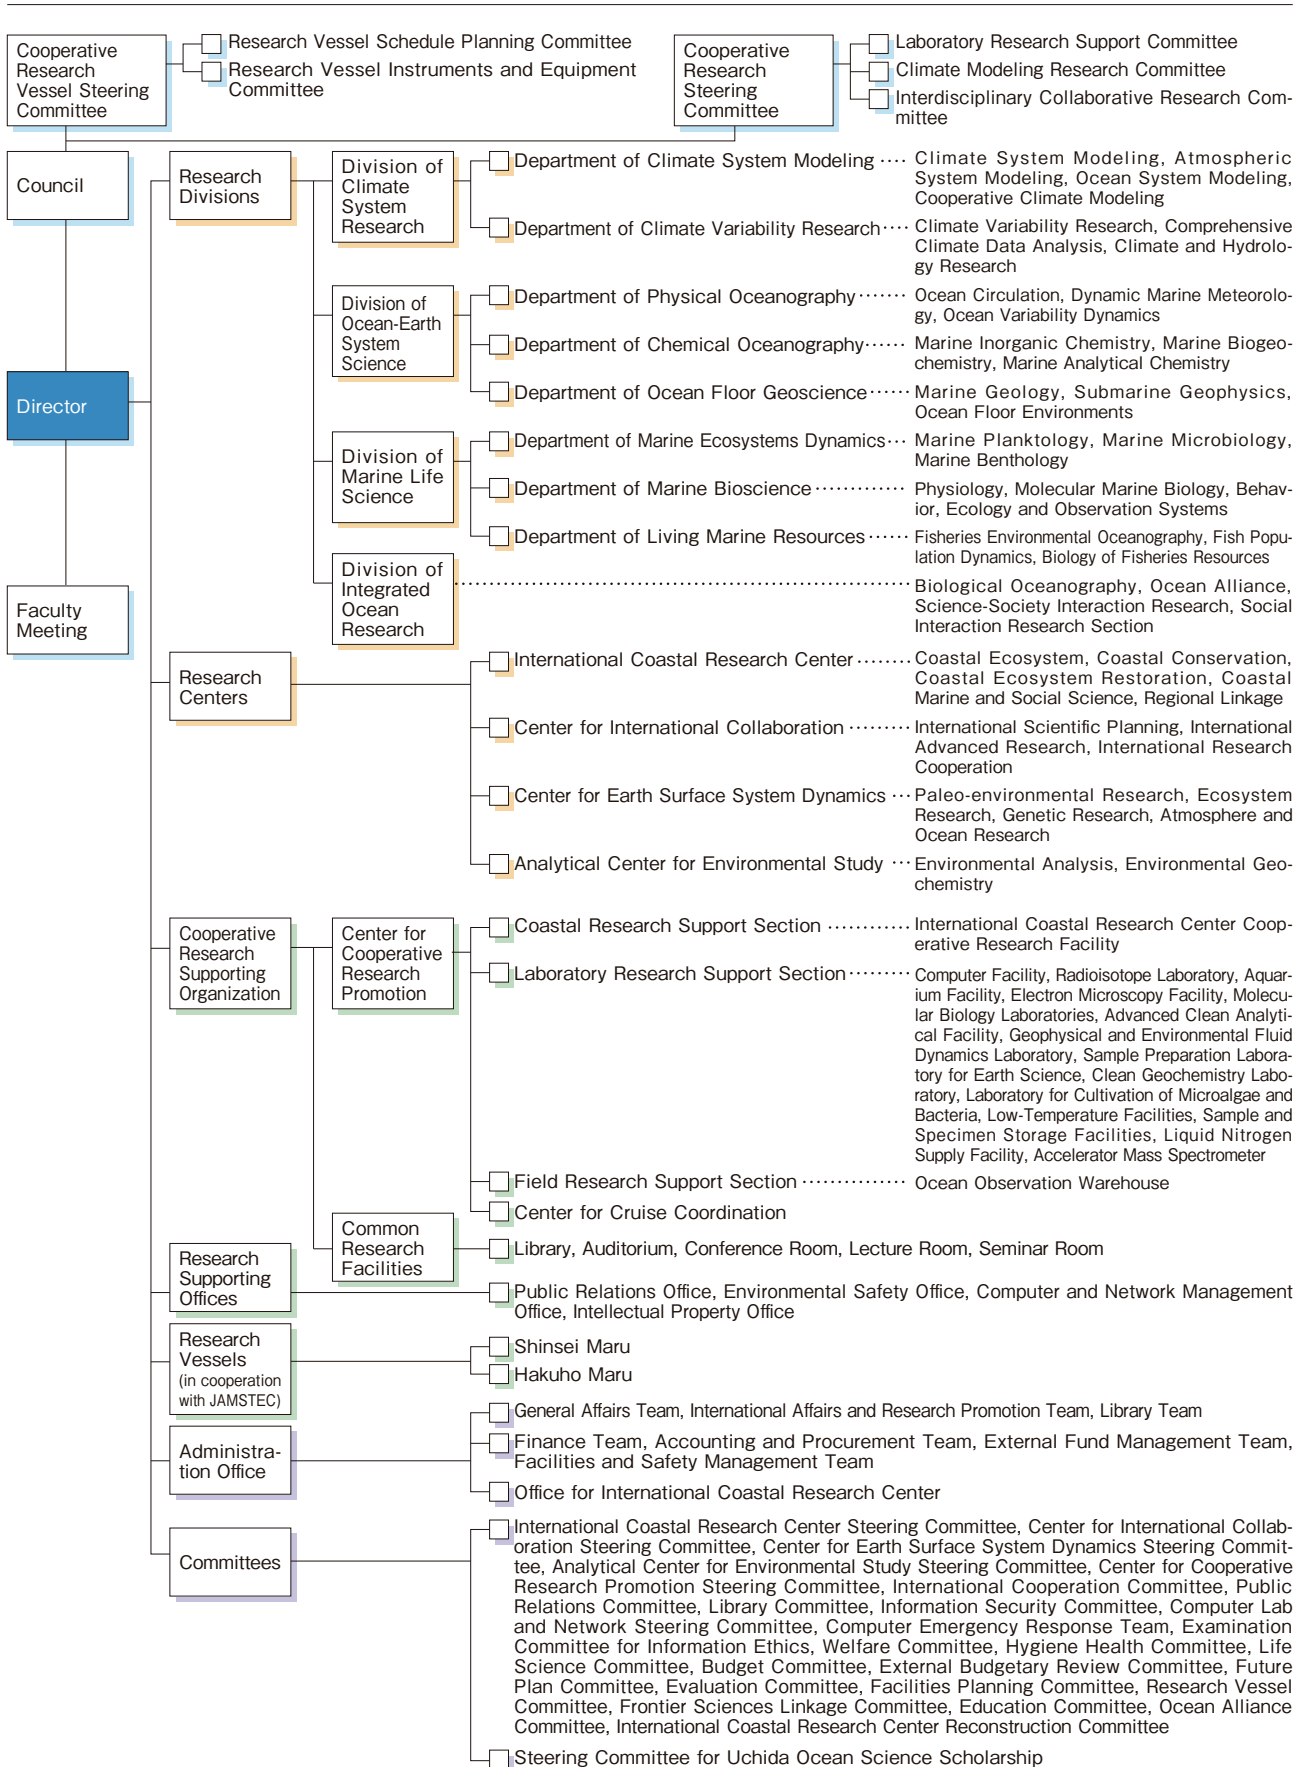 Cooperative
Research
Vessel Steering
Committee
Research Vessel Schedule Planning Committee
Research Vessel Instruments and Equipment
Committee
Cooperative
Research
Steering
Committee
Laboratory Research Support Committee
Climate Modeling Research Committee
Interdisciplinary Collaborative Research Com-
mittee
Council
Director
Faculty
Meeting
Research
Divisions
Division of
Climate
System
Research
Department of Climate System Modeling ････ Climate System Modeling, Atmospheric
System Modeling, Ocean System Modeling,
Cooperative Climate Modeling
Department of Climate Variability Research ････ Climate Variability Research, Comprehensive
Climate Data Analysis, Climate and Hydrolo-
gy Research
Division of
Ocean-Earth
System
Science
Department of Physical Oceanography ･･･････ Ocean Circulation, Dynamic Marine Meteorolo-
gy, Ocean Variability Dynamics
Department of Chemical Oceanography ･･････ Marine Inorganic Chemistry, Marine Biogeo-
chemistry, Marine Analytical Chemistry
Department of Ocean Floor Geoscience ･･････ Marine Geology, Submarine Geophysics,
Ocean Floor Environments
Division of
Marine Life
Science
Department of Marine Ecosystems Dynamics ･･･ Marine Planktology, Marine Microbiology,
Marine Benthology
Department of Marine Bioscience ･････････････ Physiology, Molecular Marine Biology, Behav-
ior, Ecology and Observation Systems
Department of Living Marine Resources ･･････ Fisheries Environmental Oceanography, Fish Popu-
lation Dynamics, Biology of Fisheries Resources
Division of
Integrated
Ocean
Research
Biological Oceanography, Ocean Alliance,
Science-Society Interaction Research, Social
Interaction Research Section
Research
Centers
International Coastal Research Center ････････ Coastal Ecosystem, Coastal Conservation,
Coastal Ecosystem Restoration, Coastal
Marine and Social Science, Regional Linkage
Center for International Collaboration ･････････ International Scientific Planning, International
Advanced Research, International Research
Cooperation
Center for Earth Surface System Dynamics ･･･ Paleo-environmental Research, Ecosystem
Research, Genetic Research, Atmosphere and
Ocean Research
Analytical Center for Environmental Study ･･･ Environmental Analysis, Environmental Geo-
chemistry
Cooperative
Research
Supporting
Organization
Center for
Cooperative
Research
Promotion
Coastal Research Support Section ････････････ International Coastal Research Center Coop-
erative Research Facility
Laboratory Research Support Section ･････････ Computer Facility, Radioisotope Laboratory, Aquar-
ium Facility, Electron Microscopy Facility, Molecu-
lar Biology Laboratories, Advanced Clean Analyti-
cal Facility, Geophysical and Environmental Fluid
Dynamics Laboratory, Sample Preparation Labora-
tory for Earth Science, Clean Geochemistry Labo-
ratory, Laboratory for Cultivation of Microalgae and
Bacteria, Low-Temperature Facilities, Sample and
Specimen Storage Facilities, Liquid Nitrogen
Supply Facility, Accelerator Mass Spectrometer
Field Research Support Section ･･･････････････ Ocean Observation Warehouse
Center for Cruise Coordination
Common
Research
Facilities
Library, Auditorium, Conference Room, Lecture Room, Seminar Room
Research
Supporting
Offices
Public Relations Office, Environmental Safety Office, Computer and Network Management
Office, Intellectual Property Office
Research
Vessels
(in cooperation
with JAMSTEC)
Shinsei Maru
Hakuho Maru
Administra-
tion Office
General Affairs Team, International Affairs and Research Promotion Team, Library Team
Finance Team, Accounting and Procurement Team, External Fund Management Team,
Facilities and Safety Management Team
Office for International Coastal Research Center
Committees
International Coastal Research Center Steering Committee, Center for International Collab-
oration Steering Committee, Center for Earth Surface System Dynamics Steering Commit-
tee, Analytical Center for Environmental Study Steering Committee, Center for Cooperative
Research Promotion Steering Committee, International Cooperation Committee, Public
Relations Committee, Library Committee, Information Security Committee, Computer Lab
and Network Steering Committee, Computer Emergency Response Team, Examination
Committee for Information Ethics, Welfare Committee, Hygiene Health Committee, Life
Science Committee, Budget Committee, External Budgetary Review Committee, Future
Plan Committee, Evaluation Committee, Facilities Planning Committee, Research Vessel
Committee, Frontier Sciences Linkage Committee, Education Committee, Ocean Alliance
Committee, International Coastal Research Center Reconstruction Committee
Steering Committee for Uchida Ocean Science Scholarship